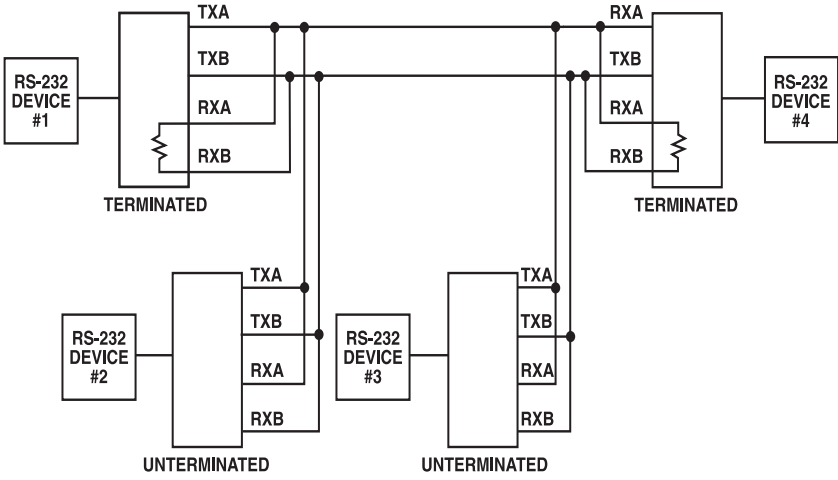 TXA
RXA
TXB
TXB
RS-232
DEVICE
#1
RS-232
DEVICE
#4
RXA
RXA
RXB
RXB
TERMINATED
TERMINATED
TXA
TXA
TXB
TXB
RS-232
DEVICE
#2
RS-232
DEVICE
#3
RXA
RXA
RXB
RXB
UNTERMINATED
UNTERMINATED